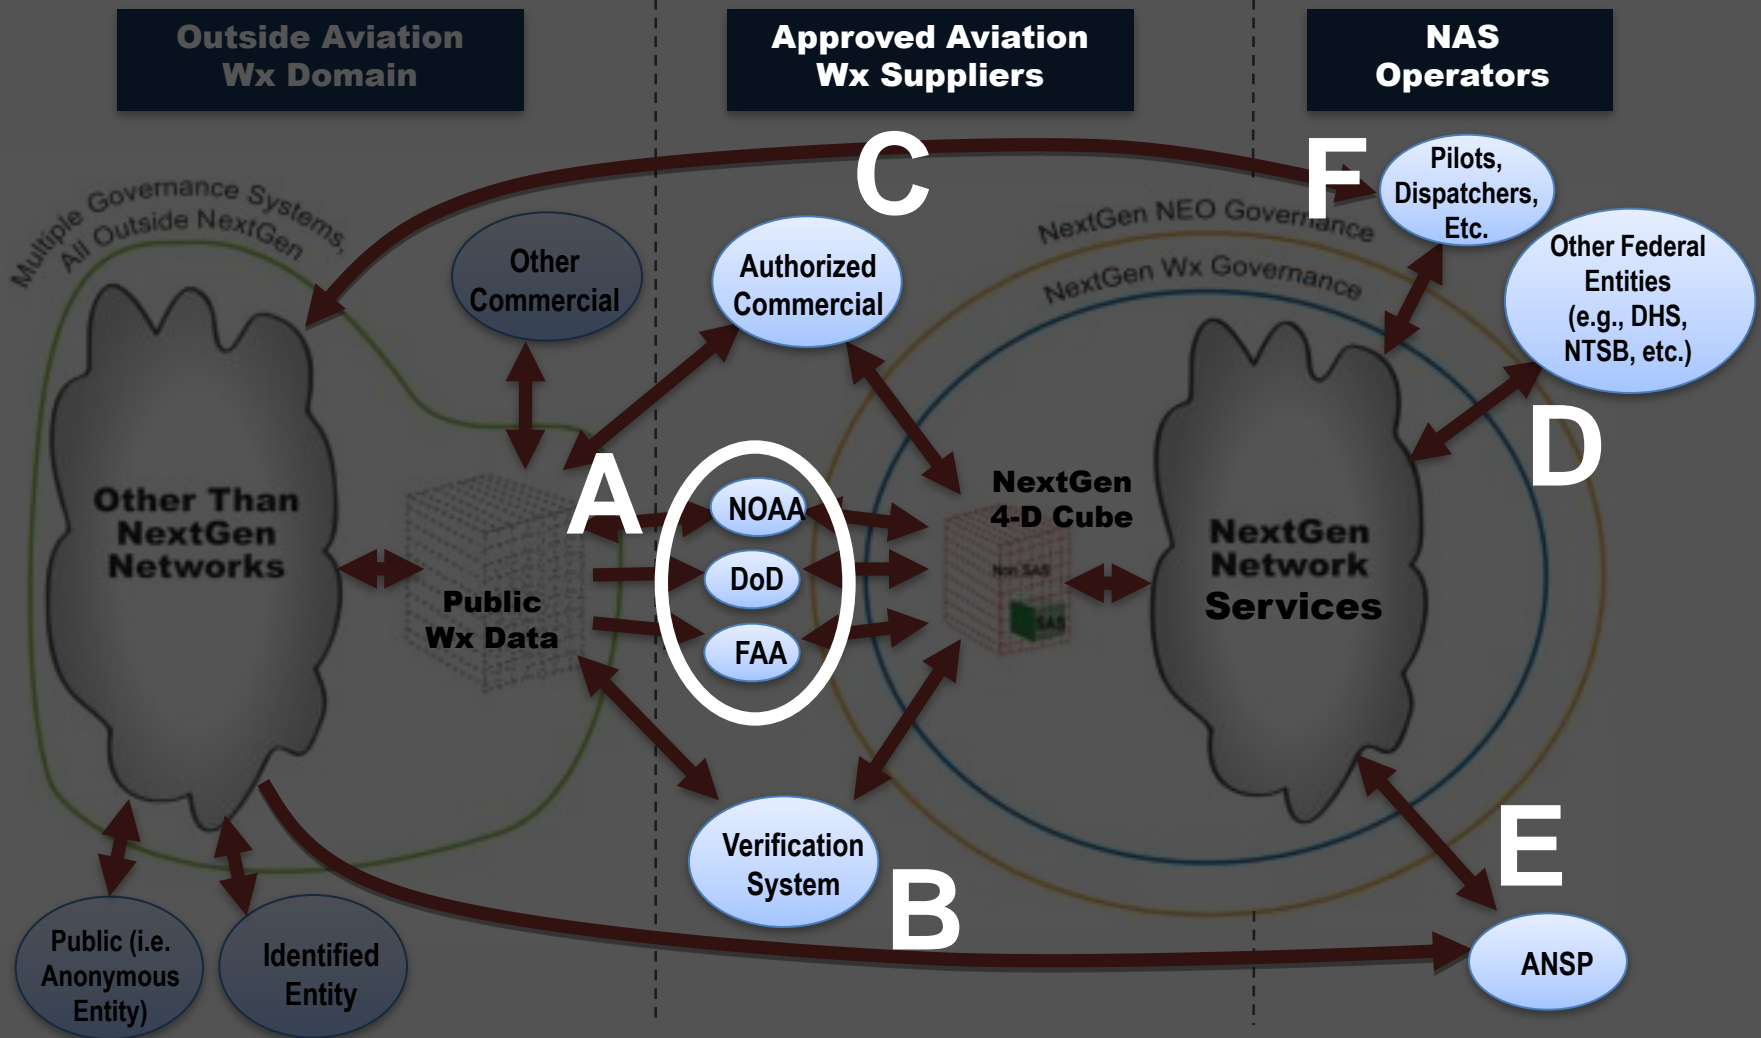 Outside Aviation
Wx Domain
Approved Aviation
Wx Suppliers
NAS
Operators
C
F
Pilots,
Dispatchers,
Etc.
Multiple Governance Systems,
All Outside NextGen
NextGen NEO Governance
NextGen Wx Governance
Other
Commercial
Authorized
Commercial
Other Federal
Entities
(e.g., DHS,
NTSB, etc.)
D
A
Other Than
NextGen
Networks
Public
Wx Data
NOAA
DoD
FAA
NextGen
4-D Cube
Non SAS
SAS
NextGen
Network
Services
Verification
System
B
E
Public (i.e.
Anonymous
Entity)
Identified
Entity
ANSP